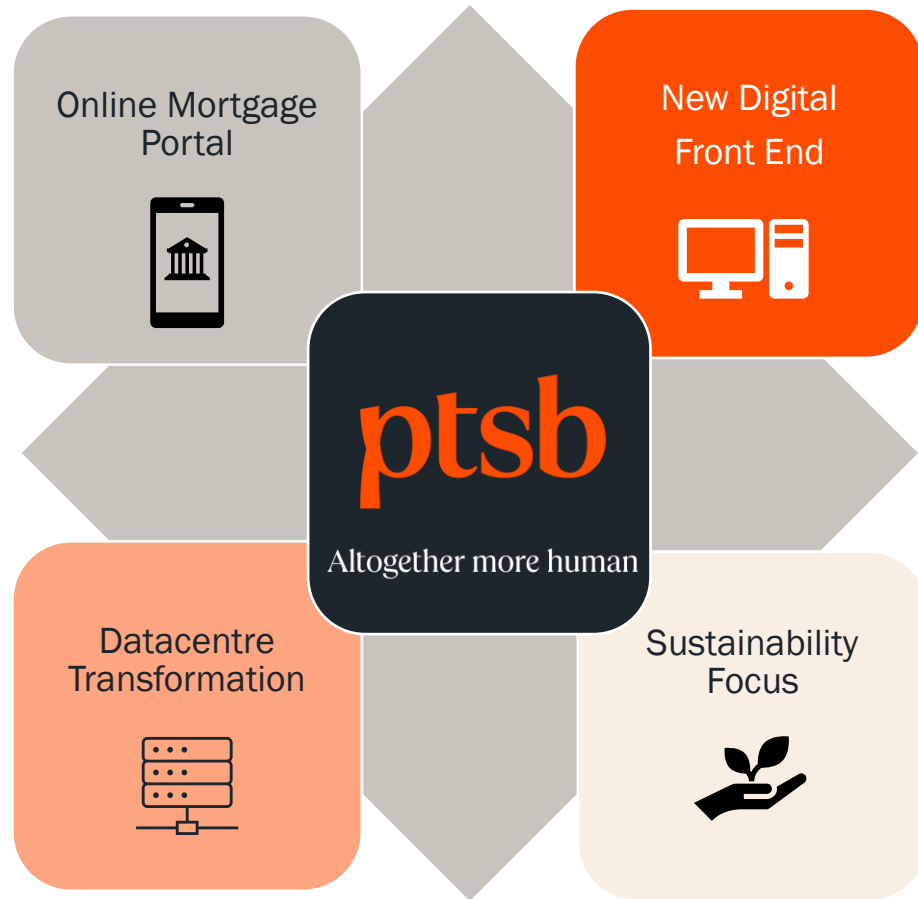 Online Mortgage
Portal
New Digital
Front End
ptsb
Altogether more human
Datacentre
Transformation
Sustainability
Focus